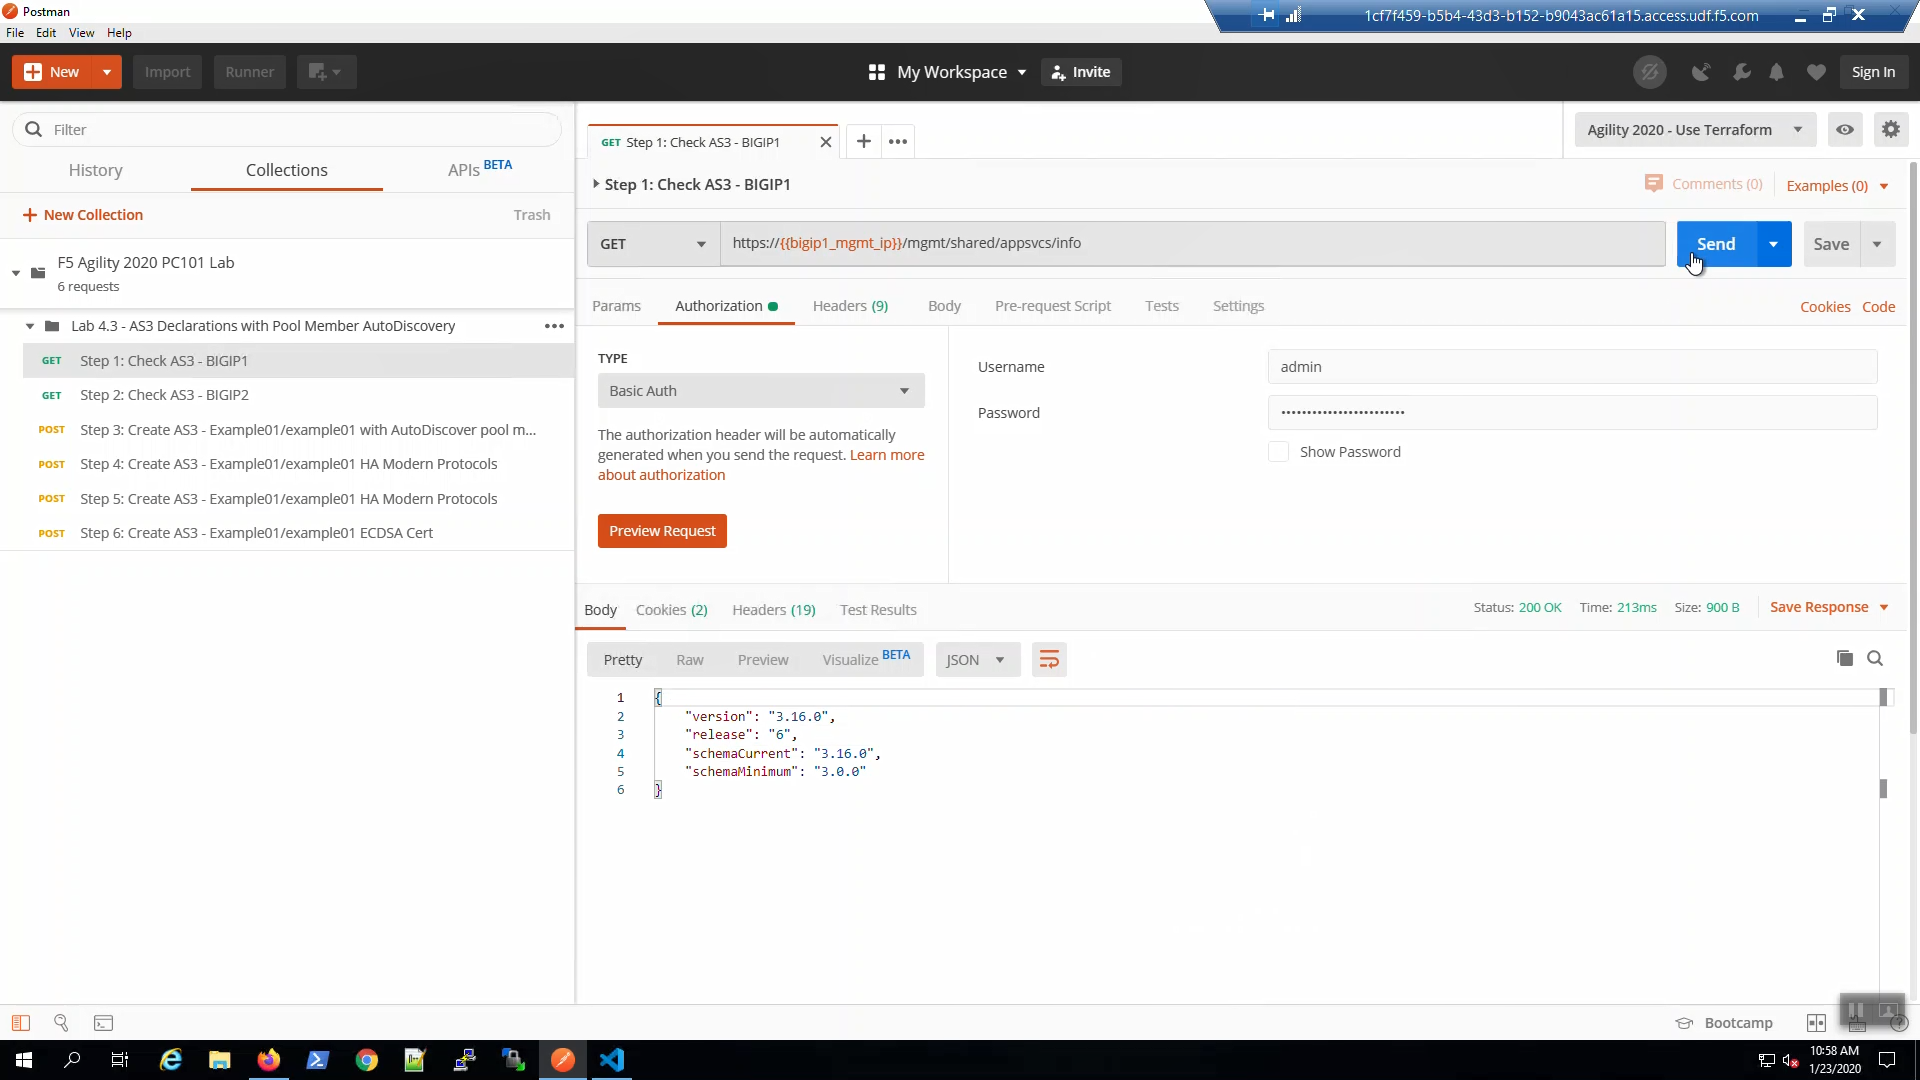 Postman
1cf7f459-b5b4-43d3-b152-b9043ac61a15.access.udf.f5.com
File Edit View Help
New
Import
Runner
My Workspace
Invite
Sign In
Filter
History
Collections
APIs BETA
New Collection
Trash
F5 Agility 2020 PC101 Lab
6 requests
Lab 4.3 - AS3 Declarations with Pool Member AutoDiscovery
GET Step 1: Check AS3 - BIGIP1
GET Step 2: Check AS3 - BIGIP2
POST Step 3: Create AS3 - Example01/example01 with AutoDiscover pool m...
POST Step 4: Create AS3 - Example01/example01 HA Modern Protocols
POST Step 5: Create AS3 - Example01/example01 HA Modern Protocols
POST Step 6: Create AS3 - Example01/example01 ECDSA Cert
GET Step 1: Check AS3 - BIGIP1
Agility 2020 - Use Terraform
Step 1: Check AS3 - BIGIP1
Comments (0)
Examples (0)
GET
https://{{bigip1_mgmt_ip}}/mgmt/shared/appsvcs/info
Send
Save
Params
Authorization
Headers (9)
Body
Pre-request Script
Tests
Settings
Cookies
Code
TYPE
Basic Auth
The authorization header will be automatically
generated when you send the request. Learn more
about authorization
Preview Request
Username
admin
Password
••••••••••••••••••••••••
Show Password
Body
Cookies (2)
Headers (19)
Test Results
Status: 200 OK
Time: 213ms
Size: 900 B
Save Response
Pretty
Raw
Preview
Visualize BETA
JSON
1 {
2 "version": "3.16.0",
3 "release": "6",
4 "schemaCurrent": "3.16.0",
5 "schemaMinimum": "3.0.0"
6 }
Bootcamp
10:58 AM
1/23/2020